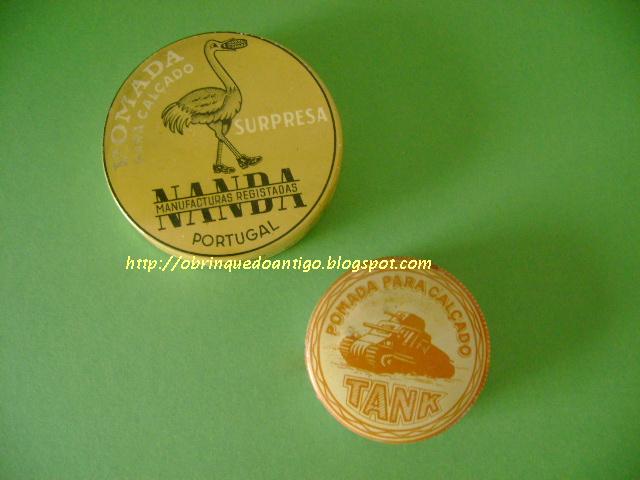 POMADA
PARA CALÇADO
SURPRESA
NANDA
MANUFACTURAS REGISTADAS
PORTUGAL
http://obrinquedoantigo.blogspot.com
POMADA PARA CALÇADO
TANK